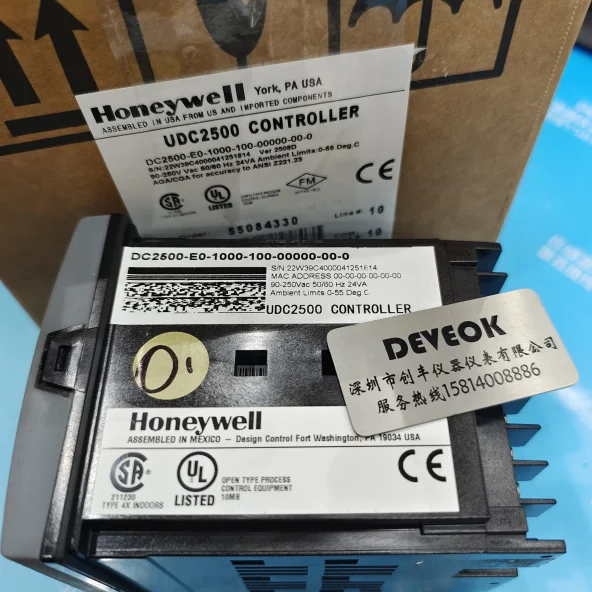 Honeywell York, PA USA
ASSEMBLED IN USA FROM US AND IMPORTED COMPONENTS
UDC2500 CONTROLLER
DC2500-E0-1000-100-00000-00-0
S/N:22W39C4000041251614 Ver 2508D
90-250V Vac 50/60 Hz 24VA Ambient Limits:0-55 Deg.C
AGA/CGA for accuracy to ANSI Z221.23
UL
LISTED
FM
CE
55084330
Line#: 10
10
DC2500-E0-1000-100-00000-00-0
S/N:22W39C4000041251614
MAC ADDRESS 00-00-00-00-00-00
90-250Vac 50/60 Hz 24VA
Ambient Limits 0-55 Deg.C
UDC2500 CONTROLLER
DEVEOK
深圳市创丰仪器仪表有限公司
服务热线15814008886
Honeywell
ASSEMBLED IN MEXICO - Design Control Fort Washington, PA 19034 USA
SA
211230
TYPE 4X INDOORS
UL
LISTED
OPEN TYPE PROCESS
CONTROL EQUIPMENT
10MB
CE